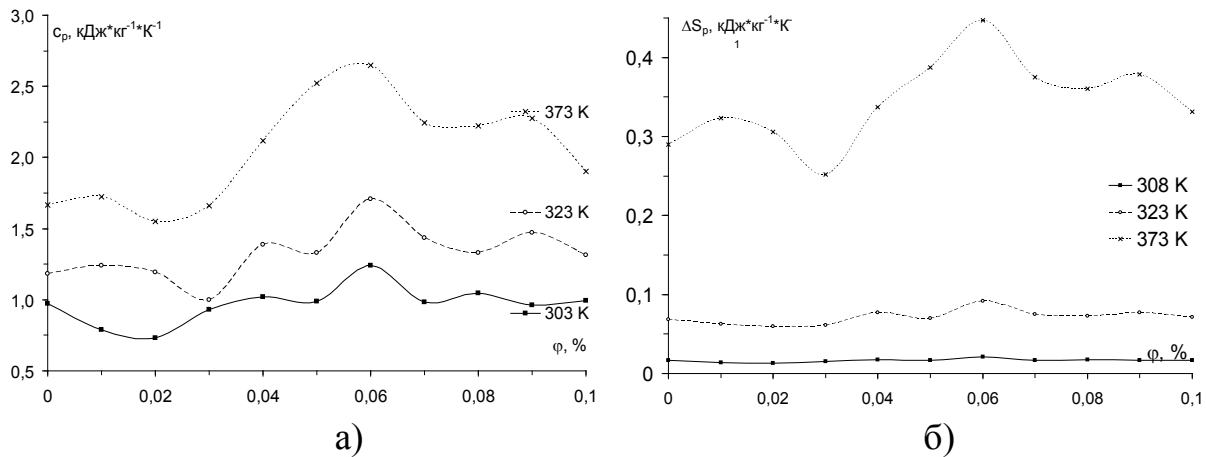 3,0
c_p, кДж*кг⁻¹*К⁻¹
2,5
373 K
2,0
1,5
323 K
1,0
303 K
φ, %
0,5
0 0,02 0,04 0,06 0,08 0,1
а)
ΔS_p, кДж*кг⁻¹*К⁻
1
0,4
0,3
308 K
0,2
323 K
373 K
0,1
φ, %
0
0 0,02 0,04 0,06 0,08 0,1
б)